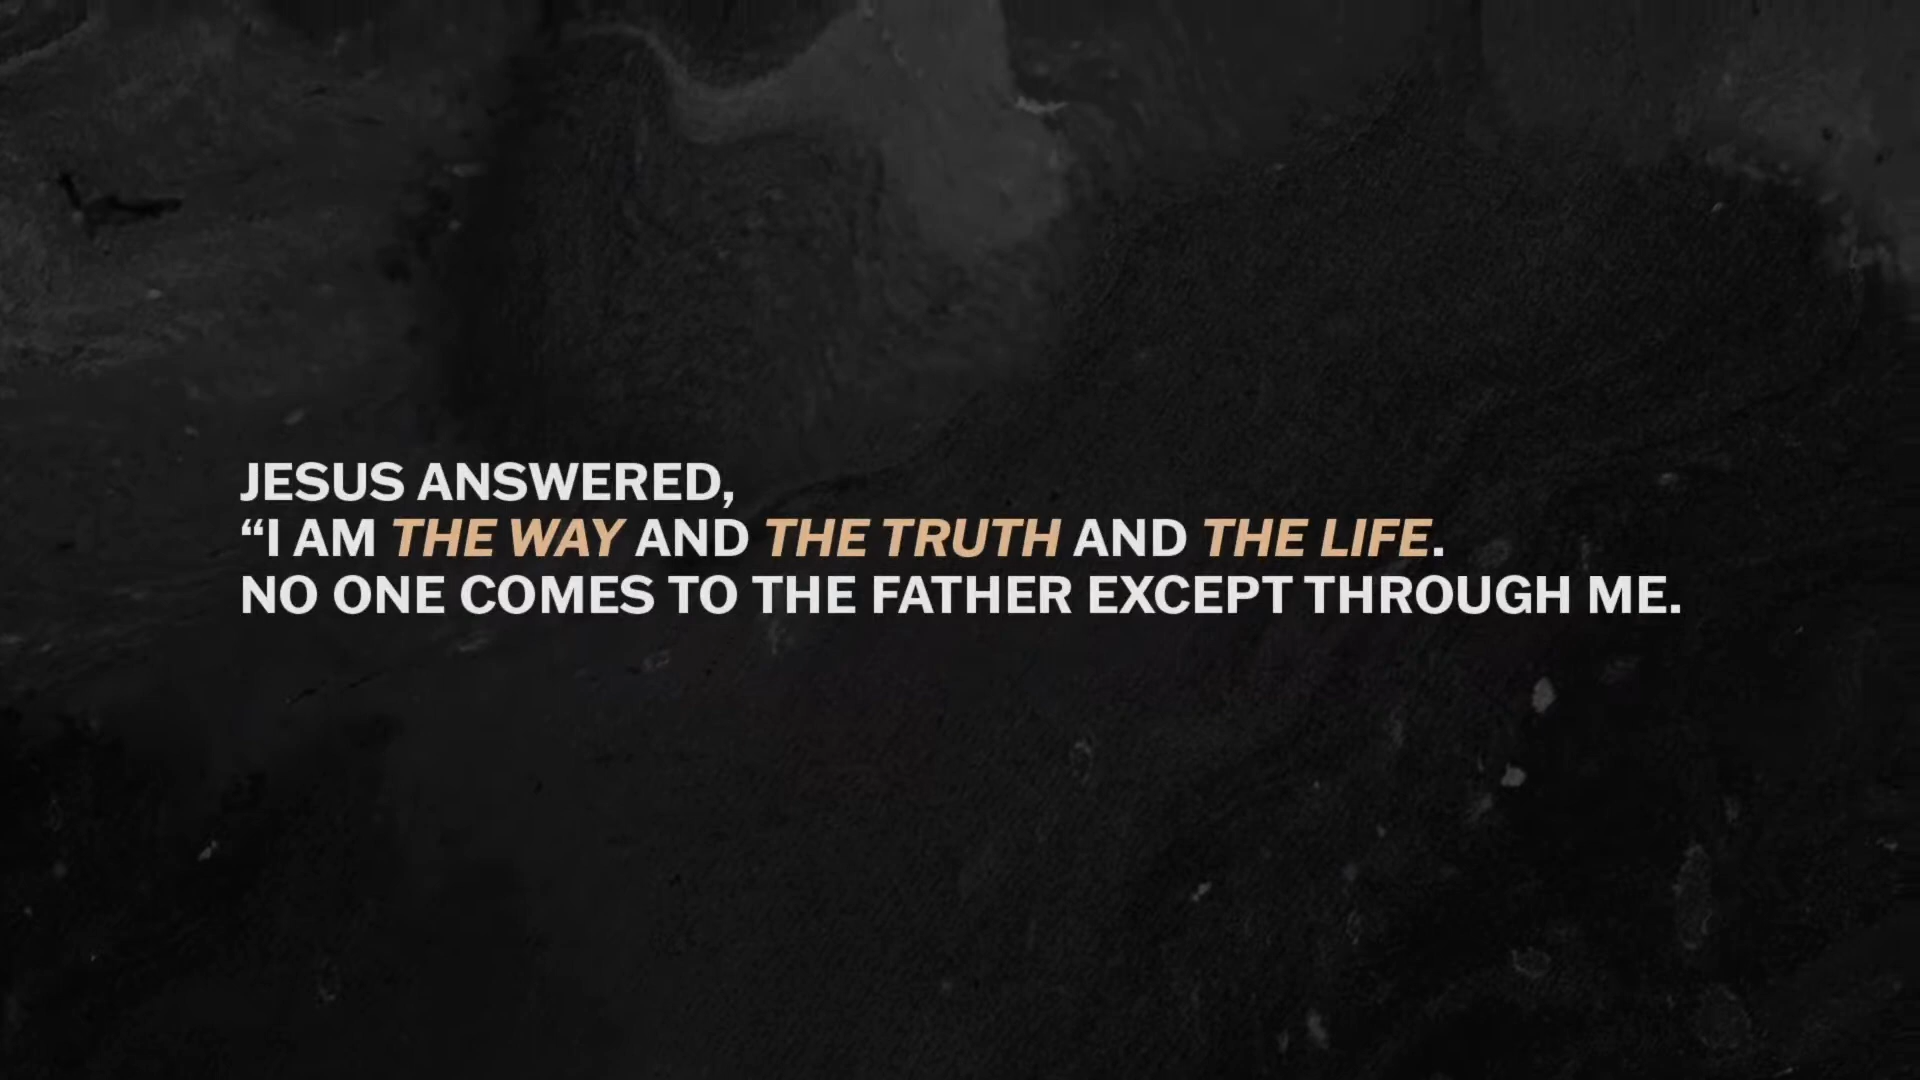 JESUS ANSWERED,
“I AM THE WAY AND THE TRUTH AND THE LIFE.
NO ONE COMES TO THE FATHER EXCEPT THROUGH ME.